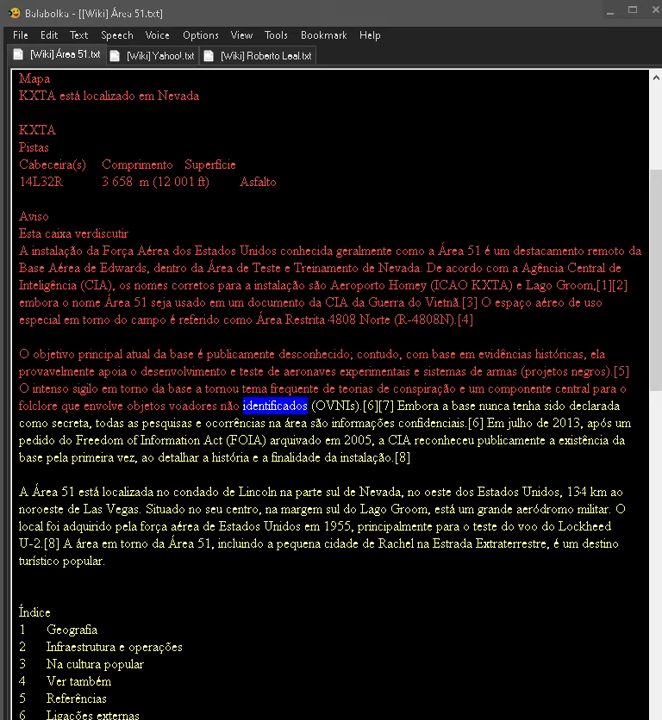 Balabolka - [[Wiki] Área 51.txt]
File Edit Text Speech Voice Options View Tools Bookmark Help
[Wiki] Área 51.txt [Wiki] Yahoo!.txt [Wiki] Roberto Leal.txt
Mapa
KXTA está localizado em Nevada
KXTA
Pistas
Cabeceira(s) Comprimento Superfície
14L32R 3 658 m (12 001 ft) Asfalto
Aviso
Esta caixa verdiscutir
A instalação da Força Aérea dos Estados Unidos conhecida geralmente como a Área 51 é um destacamento remoto da
Base Aérea de Edwards, dentro da Área de Teste e Treinamento de Nevada. De acordo com a Agência Central de
Inteligência (CIA), os nomes corretos para a instalação são Aeroporto Homey (ICAO KXTA) e Lago Groom,[1][2]
embora o nome Área 51 seja usado em um documento da CIA da Guerra do Vietnã.[3] O espaço aéreo de uso
especial em torno do campo é referido como Área Restrita 4808 Norte (R-4808N).[4]
O objetivo principal atual da base é publicamente desconhecido; contudo, com base em evidências históricas, ela
provavelmente apoia o desenvolvimento e teste de aeronaves experimentais e sistemas de armas (projetos negros).[5]
O intenso sigilo em torno da base a tornou tema frequente de teorias de conspiração e um componente central para o
folclore que envolve objetos voadores não identificados (OVNIs).[6][7] Embora a base nunca tenha sido declarada
como secreta, todas as pesquisas e ocorrências na área são informações confidenciais.[6] Em julho de 2013, após um
pedido do Freedom of Information Act (FOIA) arquivado em 2005, a CIA reconheceu publicamente a existência da
base pela primeira vez, ao detalhar a história e a finalidade da instalação.[8]
A Área 51 está localizada no condado de Lincoln na parte sul de Nevada, no oeste dos Estados Unidos, 134 km ao
noroeste de Las Vegas. Situado no seu centro, na margem sul do Lago Groom, está um grande aeródromo militar. O
local foi adquirido pela força aérea de Estados Unidos em 1955, principalmente para o teste do voo do Lockheed
U-2.[8] A área em torno da Área 51, incluindo a pequena cidade de Rachel na Estrada Extraterrestre, é um destino
turístico popular.
Índice
1 Geografia
2 Infraestrutura e operações
3 Na cultura popular
4 Ver também
5 Referências
6 Ligações externas